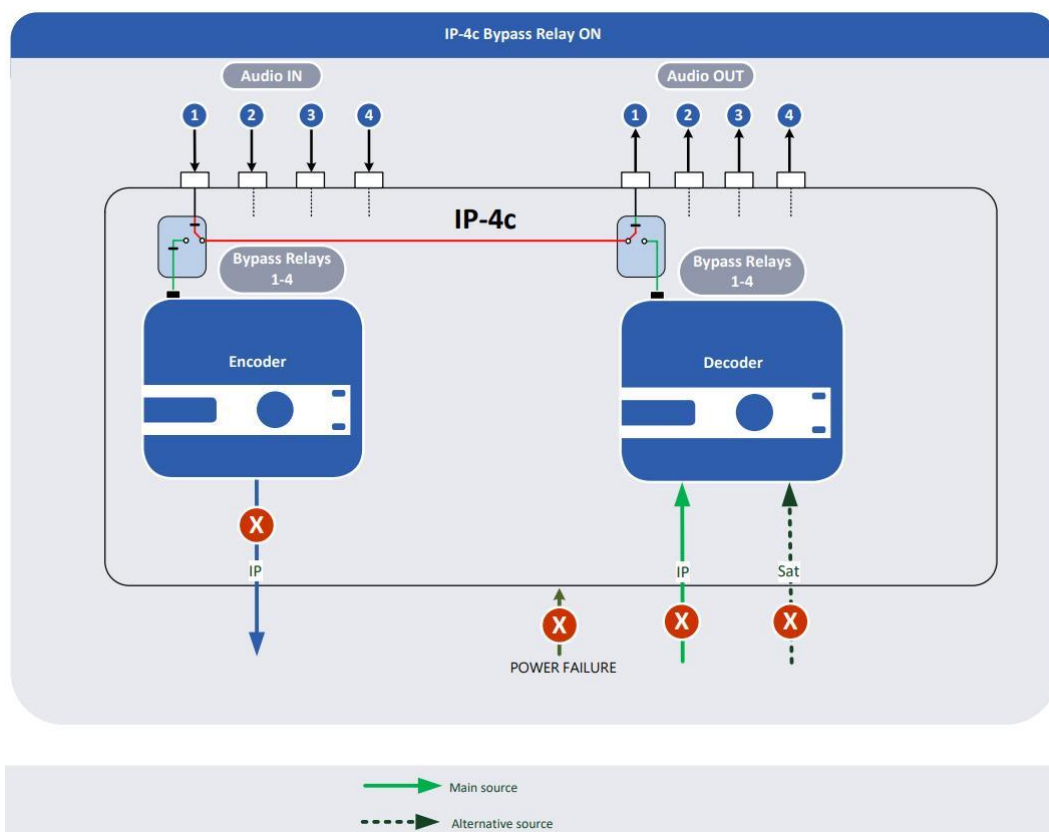 IP-4c Bypass Relay ON
Audio IN
Audio OUT
1
2
3
4
1
2
3
4
IP-4c
Bypass Relays
1-4
Bypass Relays
1-4
Encoder
Decoder
X
IP
IP
Sat
X
X
X
POWER FAILURE
Main source
Alternative source